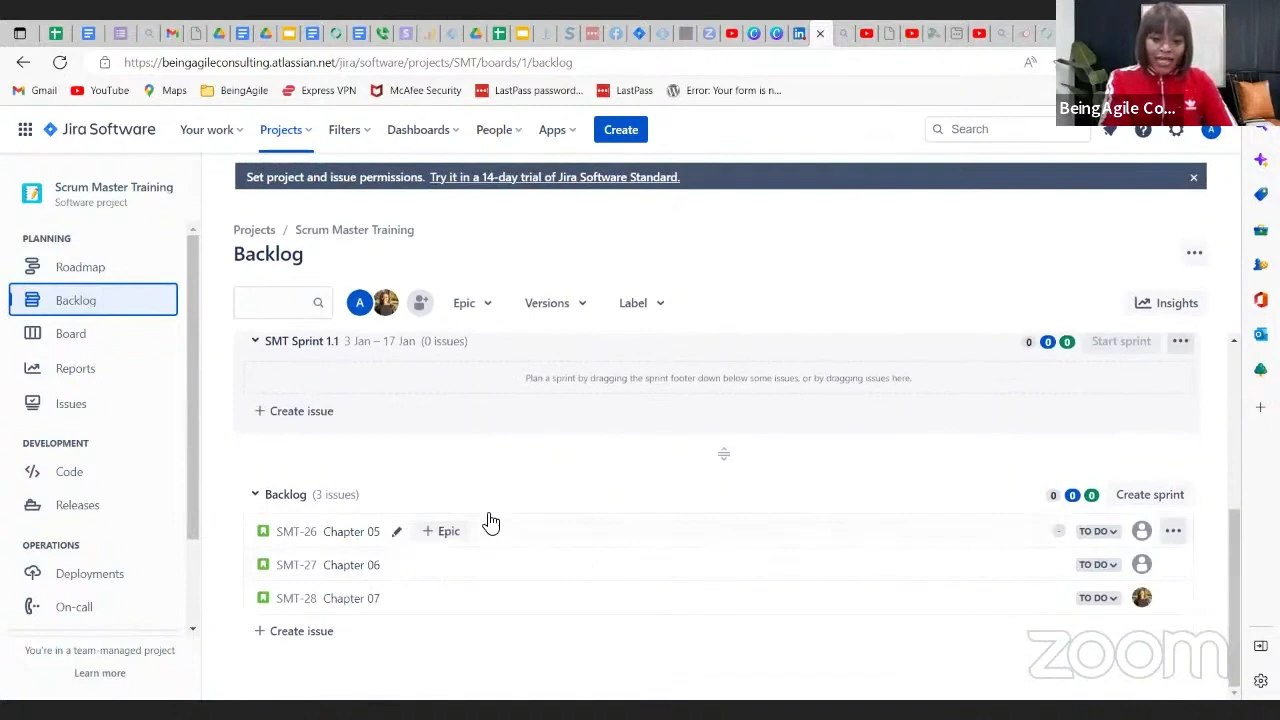 https://beingagileconsulting.atlassian.net/jira/software/projects/SMT/boards/1/backlog
Gmail YouTube Maps BeingAgile Express VPN McAfee Security LastPass password... LastPass Error: Your form is n...
BeingAgile Co...
Jira Software Your work Projects Filters Dashboards People Apps Create Search A
Set project and issue permissions. Try it in a 14-day trial of Jira Software Standard.
Scrum Master Training
Software project
PLANNING
Roadmap
Backlog
Board
Reports
Issues
DEVELOPMENT
Code
Releases
OPERATIONS
Deployments
On-call
You're in a team-managed project
Learn more
Projects / Scrum Master Training
Backlog
A Epic Versions Label Insights
SMT Sprint 1.1 3 Jan – 17 Jan (0 issues) 0 0 0 Start sprint
Plan a sprint by dragging the sprint footer down below some issues, or by dragging issues here.
+ Create issue
Backlog (3 issues) 0 0 0 Create sprint
SMT-26 Chapter 05 + Epic - TO DO
SMT-27 Chapter 06 TO DO
SMT-28 Chapter 07 TO DO
+ Create issue
zoom